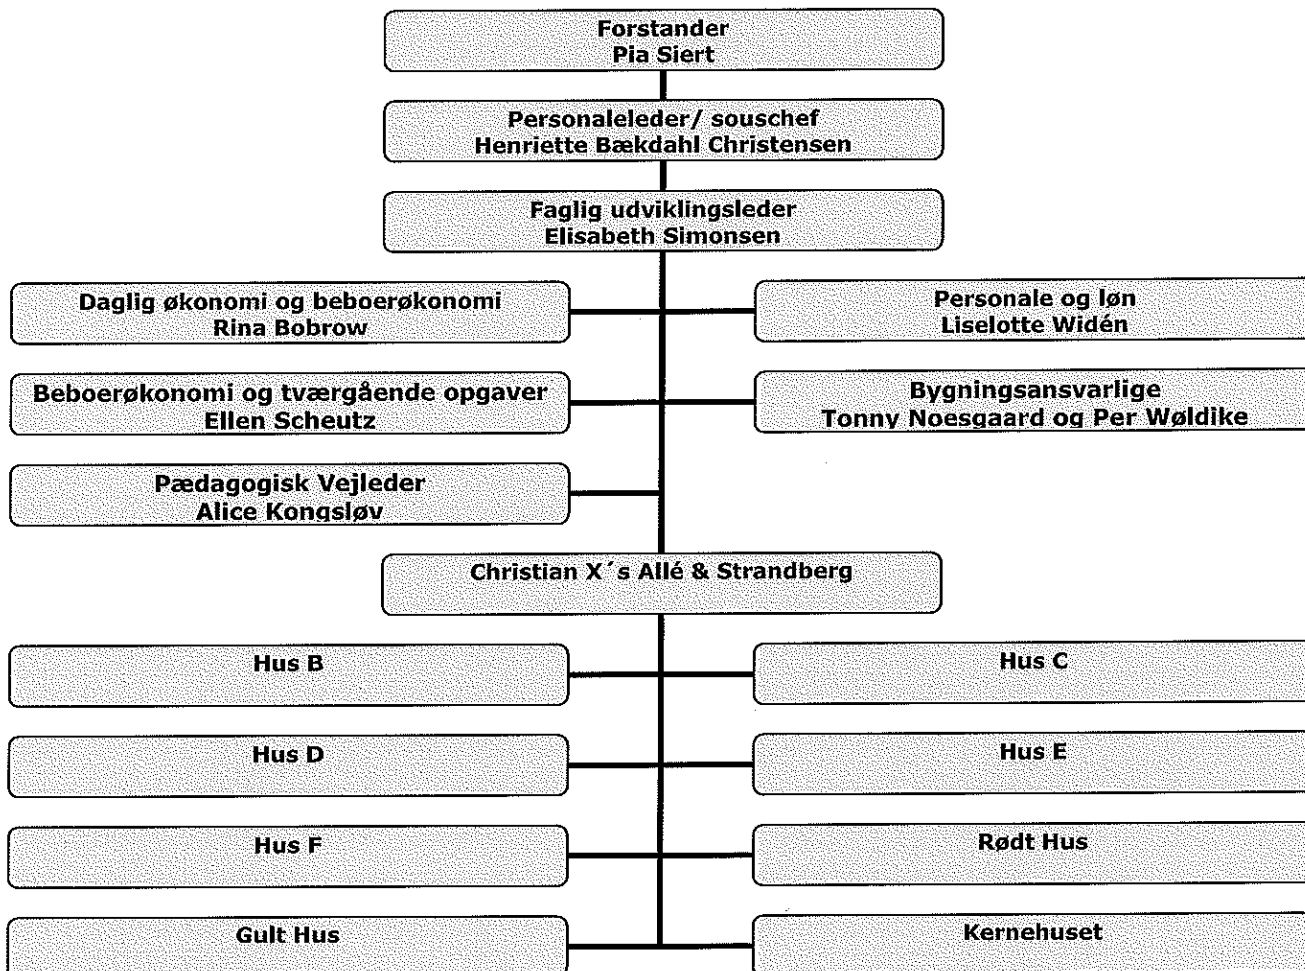 Forstander
Pia Siert
Personaleleder/ souschef
Henriette Bækdahl Christensen
Faglig udviklingsleder
Elisabeth Simonsen
Daglig økonomi og beboerøkonomi
Rina Bobrow
Personale og løn
Liselotte Widén
Beboerøkonomi og tværgående opgaver
Ellen Scheutz
Bygningsansvarlige
Tonny Noesgaard og Per Wøldike
Pædagogisk Vejleder
Alice Kongsløv
Christian X´s Allé & Strandberg
Hus B
Hus C
Hus D
Hus E
Hus F
Rødt Hus
Gult Hus
Kernehuset